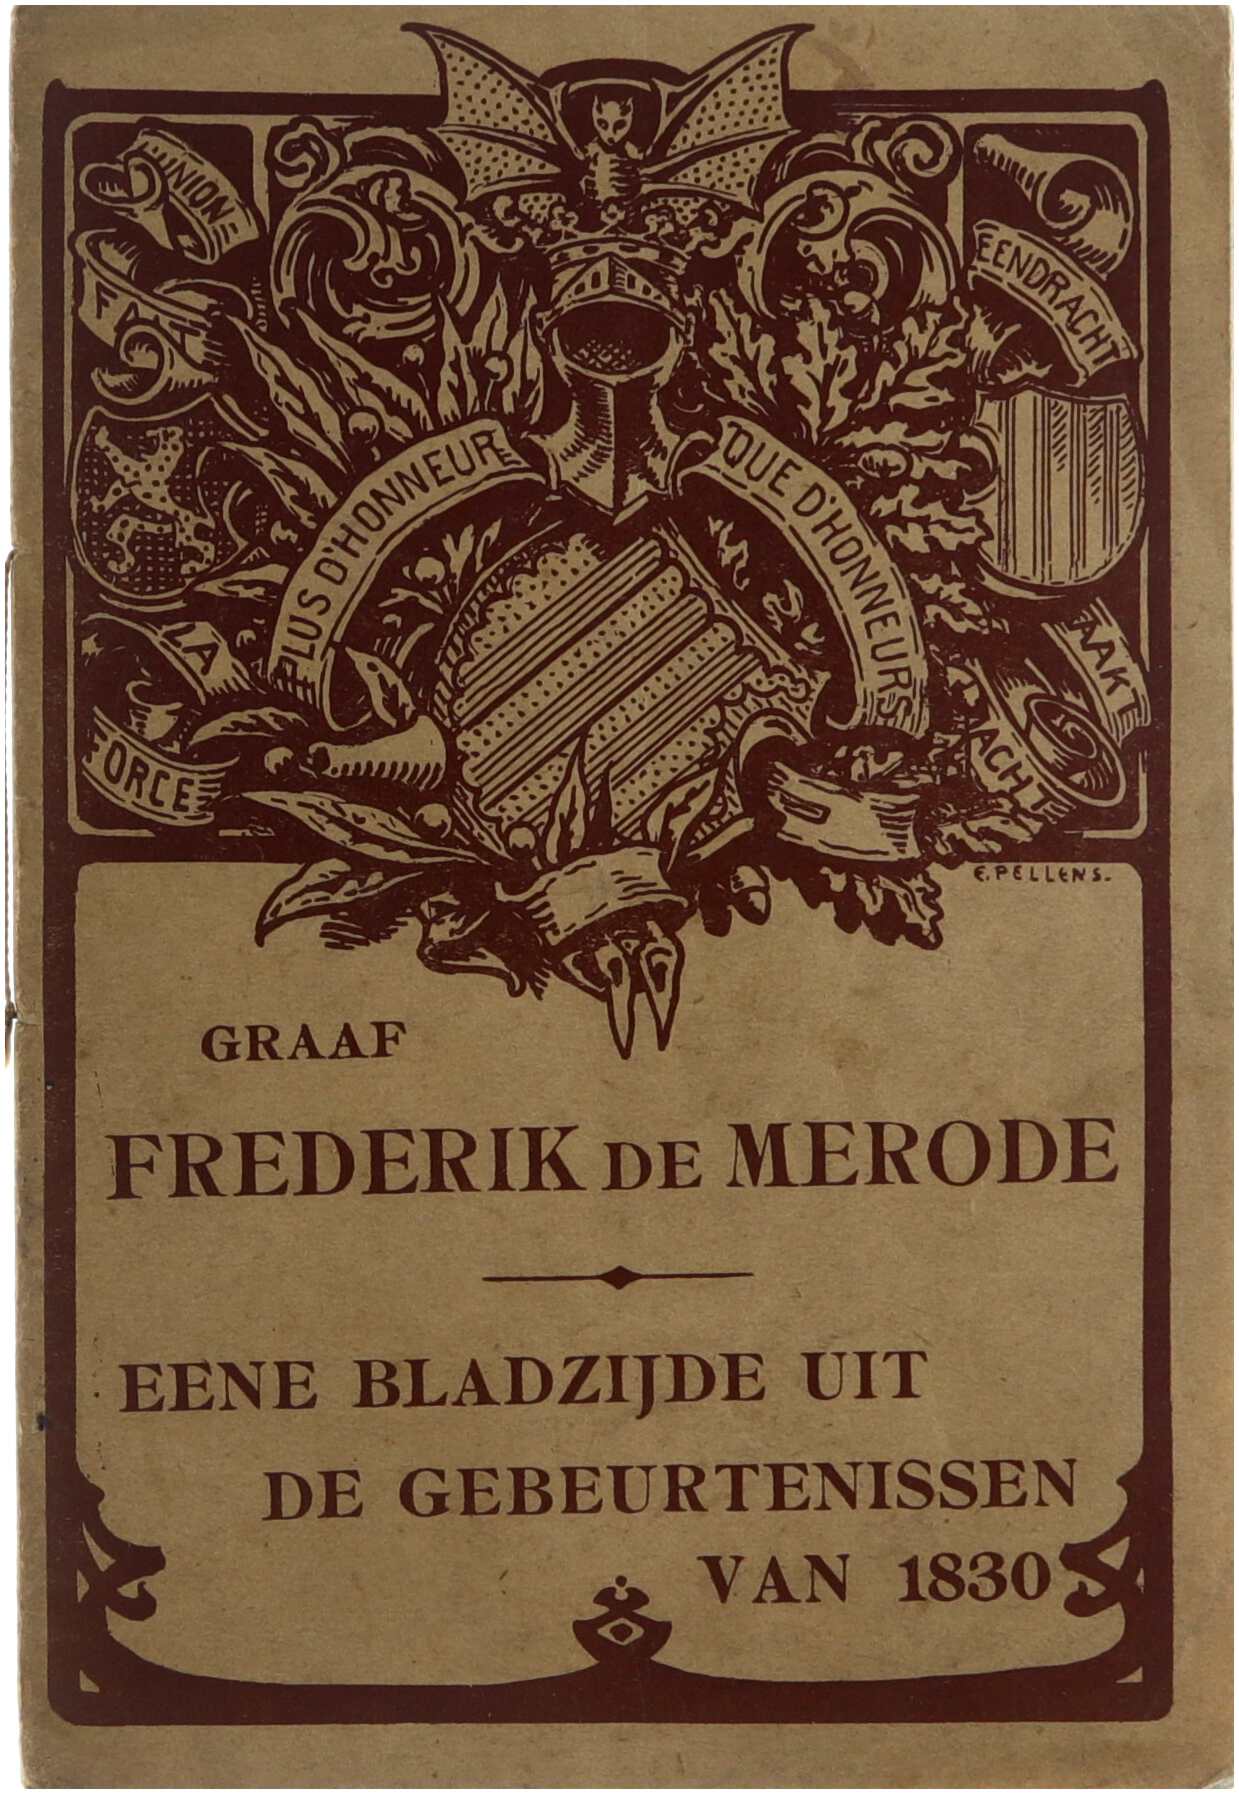 UNION
FAIT
LA
FORCE
PLUS D'HONNEUR
QUE D'HONNEURS
EENDRACHT
MAAKT
MACHT
E. PELLENS.
GRAAF
FREDERIK DE MERODE
EENE BLADZIJDE UIT
DE GEBEURTENISSEN
VAN 1830